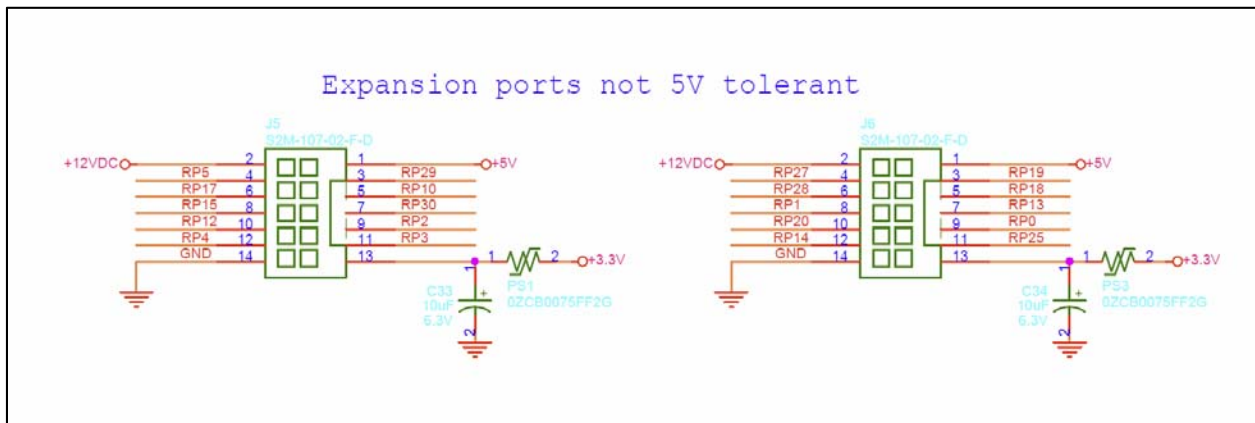 Expansion ports not 5V tolerant
J5
S2M-107-02-F-D
+12VDC 2 1 +5V
RP5 4 3 RP29
RP17 6 5 RP10
RP15 8 7 RP30
RP12 10 9 RP2
RP4 12 11 RP3
GND 14 13 1 2 +3.3V
1 PS1
C33 0ZCB0075FF2G
10uF +
6.3V
2
J6
S2M-107-02-F-D
+12VDC 2 1 +5V
RP27 4 3 RP19
RP28 6 5 RP18
RP1 8 7 RP13
RP20 10 9 RP0
RP14 12 11 RP25
GND 14 13 1 2 +3.3V
1 PS3
C34 0ZCB0075FF2G
10uF +
6.3V
2